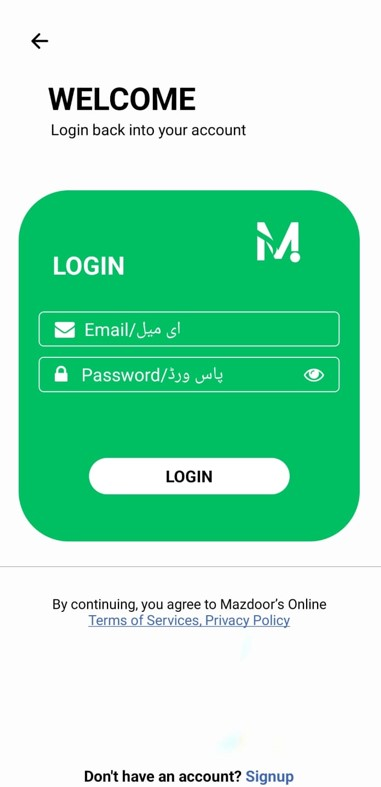 WELCOME
Login back into your account
LOGIN
Email/ای میل
Password/پاس ورڈ
LOGIN
By continuing, you agree to Mazdoor's Online
Terms of Services, Privacy Policy
Don't have an account? Signup